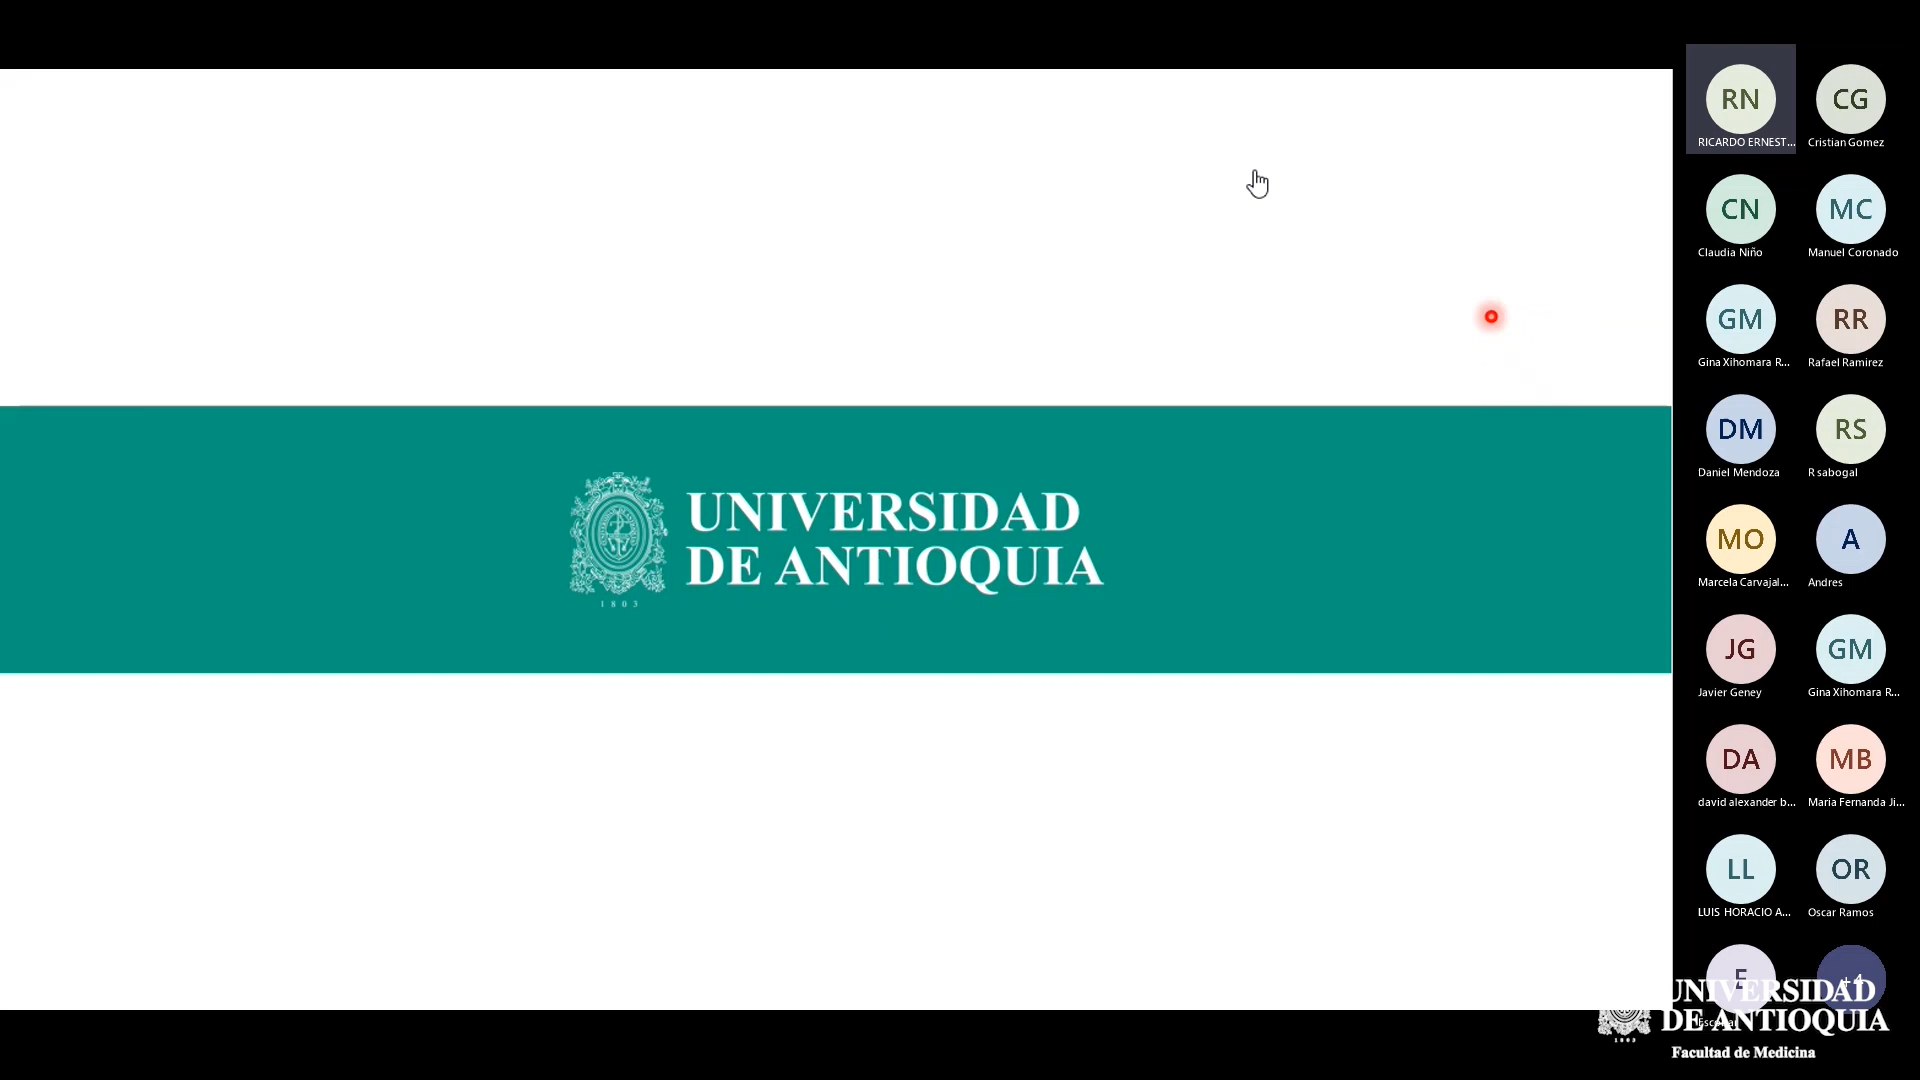 UNIVERSIDAD
DE ANTIOQUIA
1803
RN
RICARDO ERNEST...
CG
Cristian Gomez
CN
Claudia Niño
MC
Manuel Coronado
GM
Gina Xihomara R...
RR
Rafael Ramirez
DM
Daniel Mendoza
RS
R sabogal
MO
Marcela Carvajal...
A
Andres
JG
Javier Geney
GM
Gina Xihomara R...
DA
david alexander b...
MB
Maria Fernanda Ji...
LL
LUIS HORACIO A...
OR
Oscar Ramos
E
+4
UNIVERSIDAD
DE ANTIOQUIA
1803
Facultad de Medicina